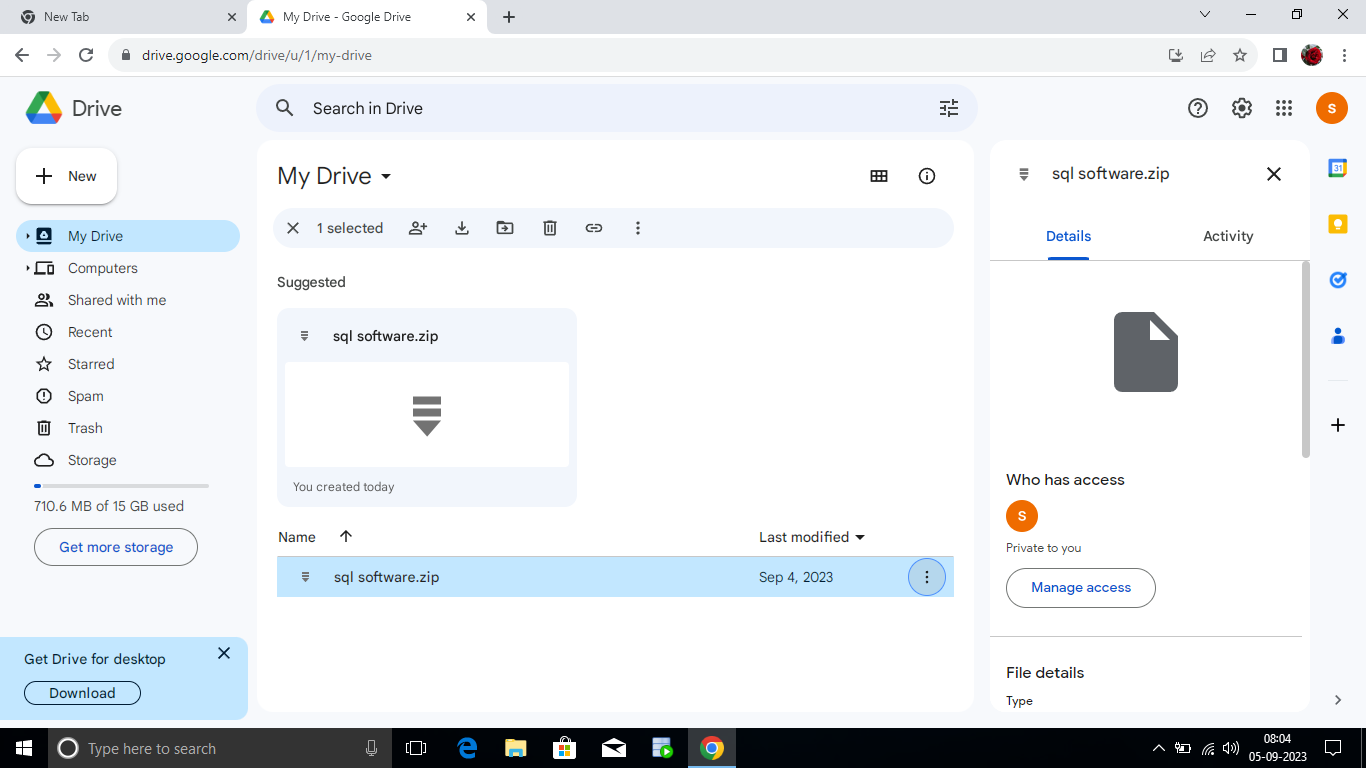 New Tab
My Drive - Google Drive
drive.google.com/drive/u/1/my-drive
Drive
Search in Drive
S
New
My Drive
Computers
Shared with me
Recent
Starred
Spam
Trash
Storage
710.6 MB of 15 GB used
Get more storage
Get Drive for desktop
Download
My Drive
1 selected
Suggested
sql software.zip
You created today
Name
Last modified
sql software.zip
Sep 4, 2023
sql software.zip
Details
Activity
Who has access
S
Private to you
Manage access
File details
Type
31
Type here to search
08:04
05-09-2023